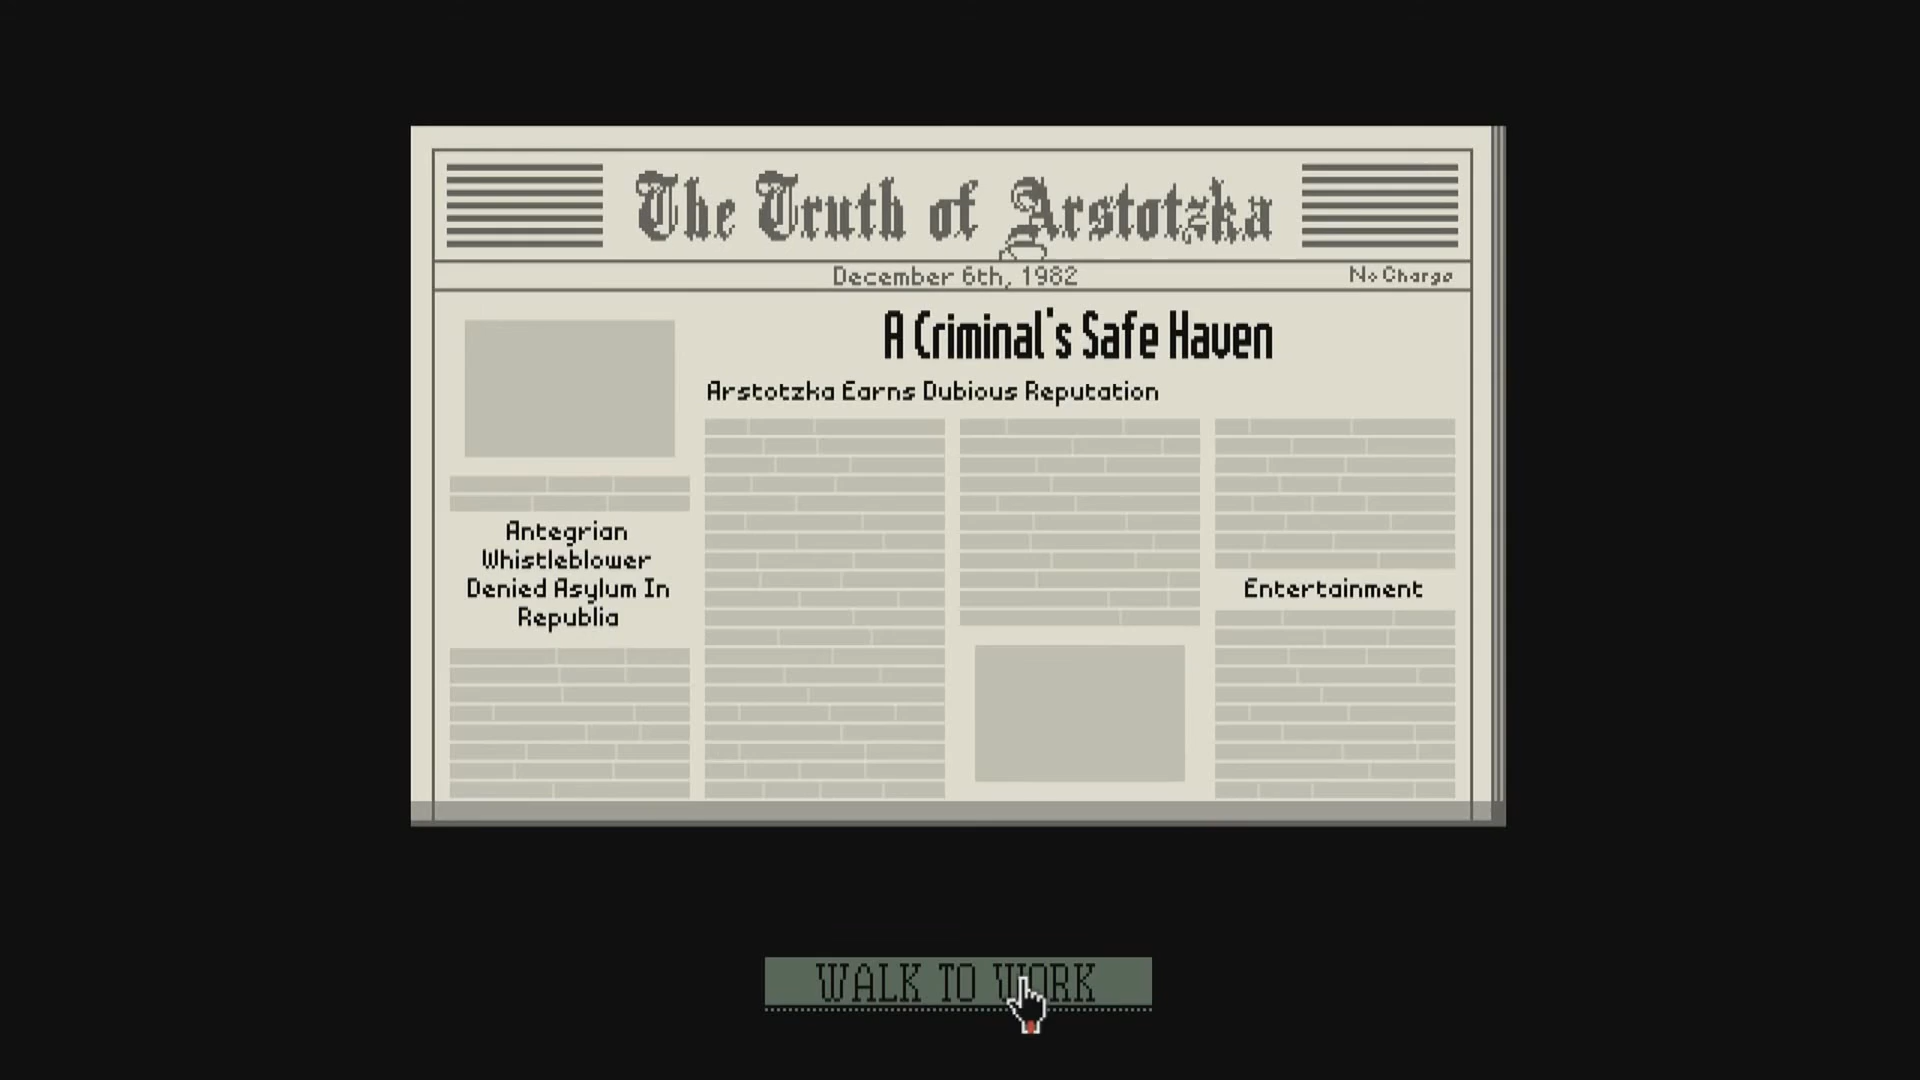 The Truth of Arstotzka
December 6th, 1982
No Charge
A Criminal's Safe Haven
Arstotzka Earns Dubious Reputation
Antegrian
Whistleblower
Denied Asylum In
Republia
Entertainment
WALK TO WORK